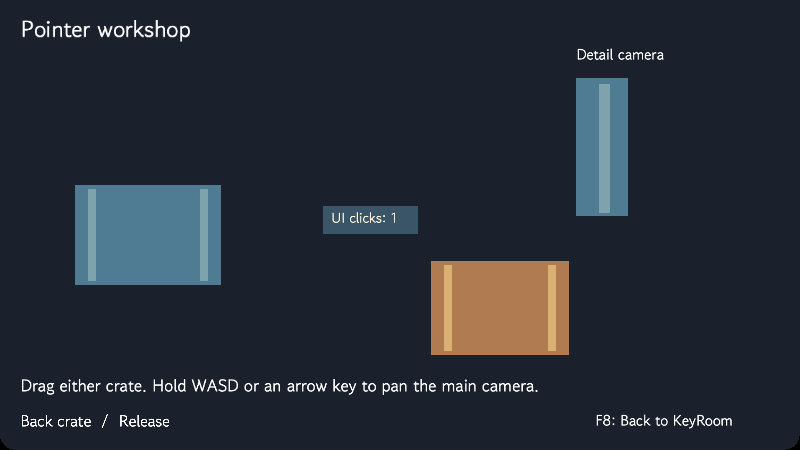 Pointer workshop
Detail camera
UI clicks: 1
Drag either crate. Hold WASD or an arrow key to pan the main camera.
Back crate / Release
F8: Back to KeyRoom